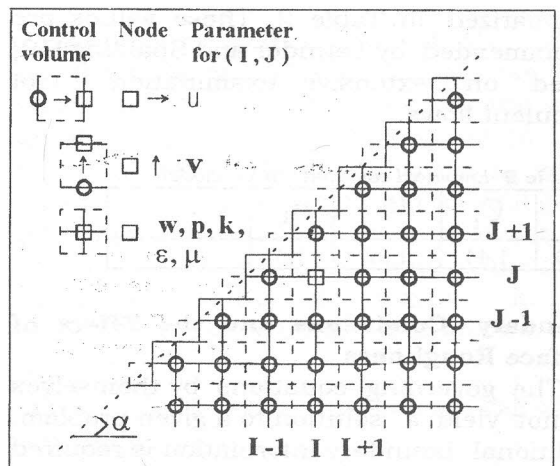 Control Node Parameter
volume for (I, J)
u
v
w, p, k,
ε, μ
J+1
J
J-1
α
I-1 I I+1